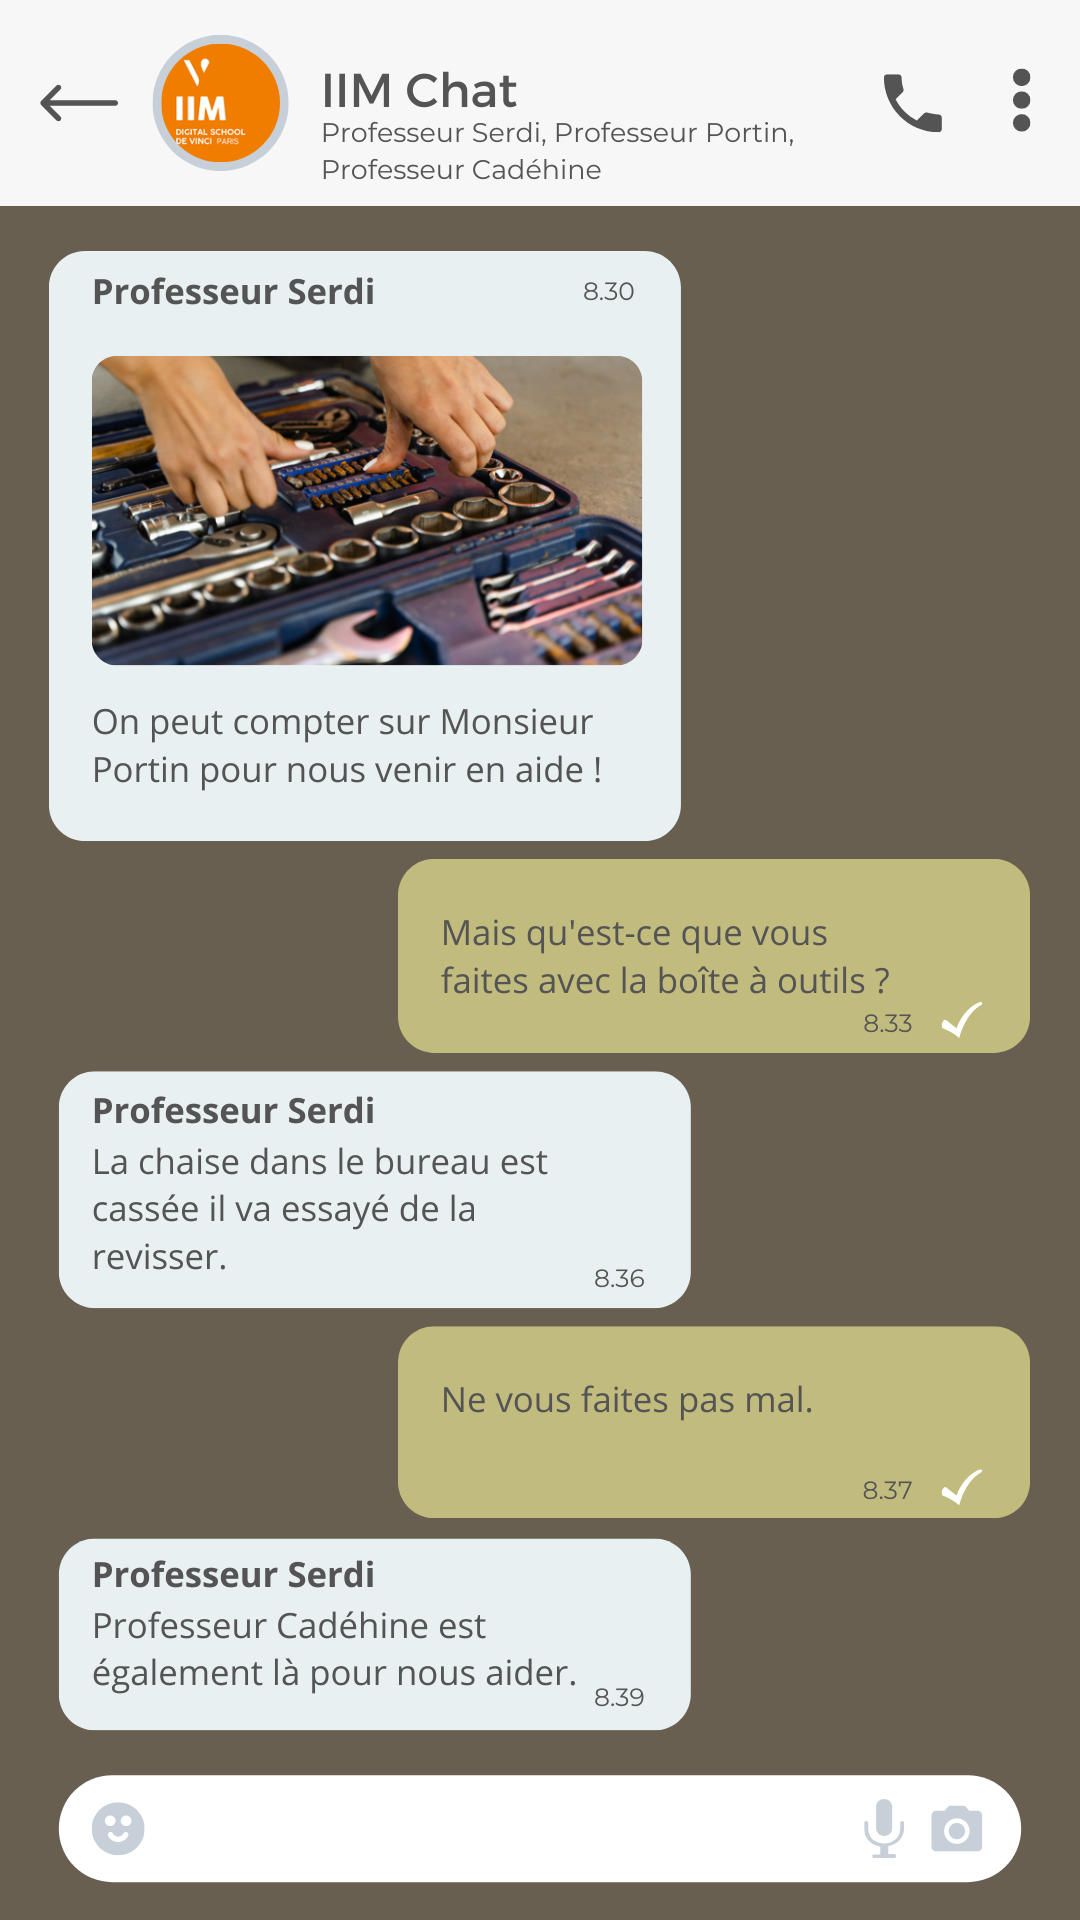 IIM
DIGITAL SCHOOL
DE VINCI PARIS
IIM Chat
Professeur Serdi, Professeur Portin,
Professeur Cadéhine
Professeur Serdi
8.30
On peut compter sur Monsieur
Portin pour nous venir en aide !
Mais qu'est-ce que vous
faites avec la boîte à outils ?
8.33
Professeur Serdi
La chaise dans le bureau est
cassée il va essayé de la
revisser.
8.36
Ne vous faites pas mal.
8.37
Professeur Serdi
Professeur Cadéhine est
également là pour nous aider.
8.39